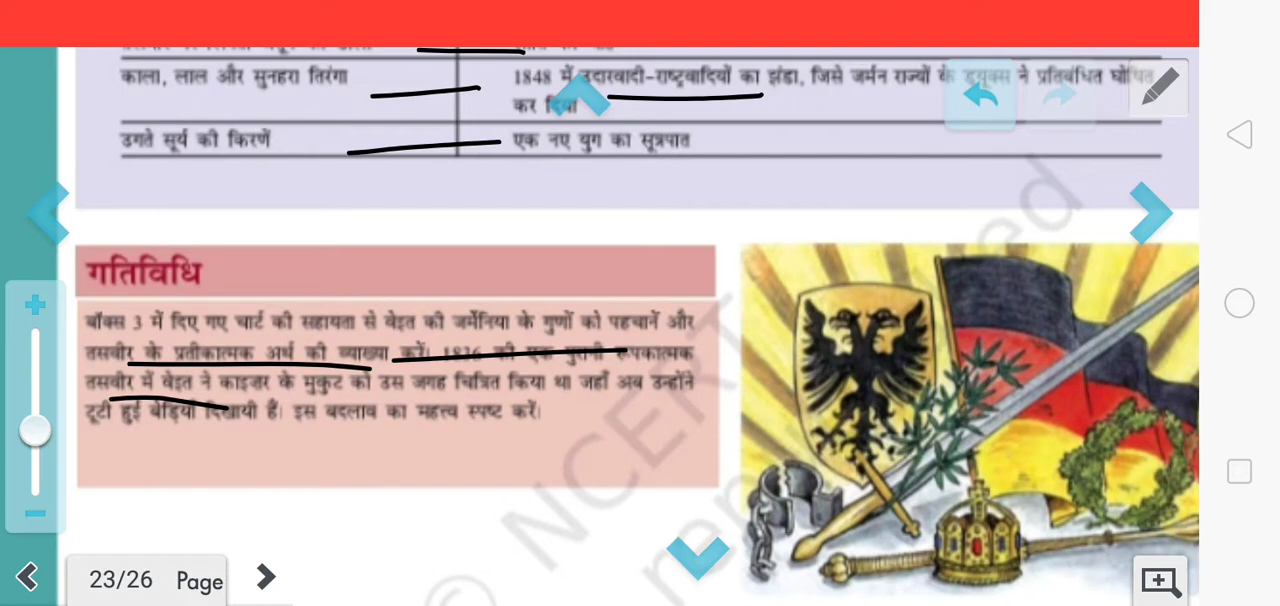 काला, लाल और सुनहरा तिरंगा
1848 में उदारवादी-राष्ट्रवादियों का झंडा, जिसे जर्मन राज्यों के ड्यूक्स ने प्रतिबंधित घोषित
कर दिया
उगते सूर्य की किरणें
एक नए युग का सूत्रपात
गतिविधि
बॉक्स 3 में दिए गए चार्ट की सहायता से वेइत की जर्मेनिया के गुणों को पहचानें और
तसवीर के प्रतीकात्मक अर्थ की व्याख्या करें। 1836 की एक पुरानी रूपकात्मक
तसवीर में वेइत ने काइज़र के मुकुट को उस जगह चित्रित किया था जहाँ अब उन्होंने
टूटी हुई बेड़ियाँ दिखायी हैं। इस बदलाव का महत्त्व स्पष्ट करें।
© NCERT
23/26 Page